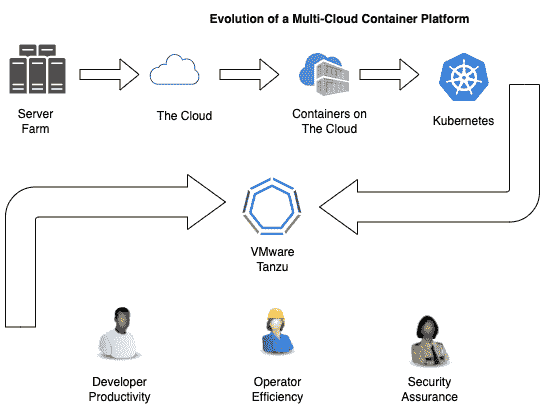 Evolution of a Multi-Cloud Container Platform
Server
Farm
The Cloud
Containers on
The Cloud
Kubernetes
VMware
Tanzu
Developer
Productivity
Operator
Efficiency
Security
Assurance